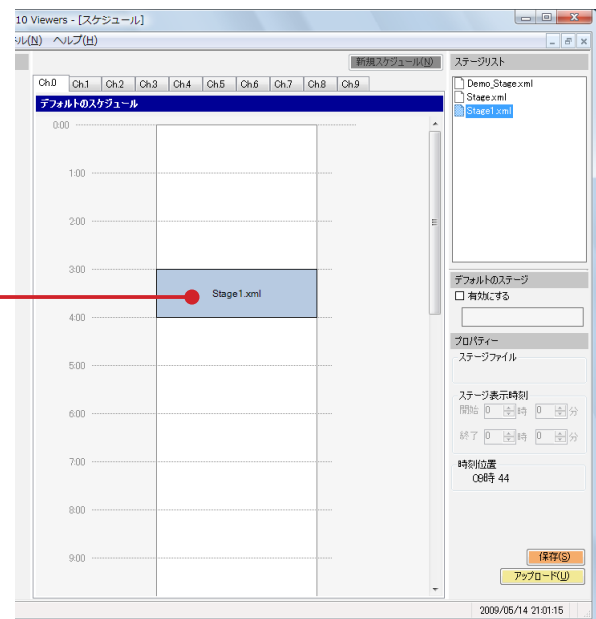 10 Viewers - [スケジュール]
ル(N) ヘルプ(H)
新規スケジュール(N)
Ch.0 Ch.1 Ch.2 Ch.3 Ch.4 Ch.5 Ch.6 Ch.7 Ch.8 Ch.9
デフォルトのスケジュール
0:00
1:00
2:00
3:00
Stage1.xml
4:00
5:00
6:00
7:00
8:00
9:00
ステージリスト
Demo_Stage.xml
Stage.xml
Stage1.xml
デフォルトのステージ
有効にする
プロパティー
ステージファイル
ステージ表示時刻
開始 0 時 0 分
終了 0 時 0 分
時刻位置
09時 44
保存(S)
アップロード(U)
2009/05/14 21:01:15